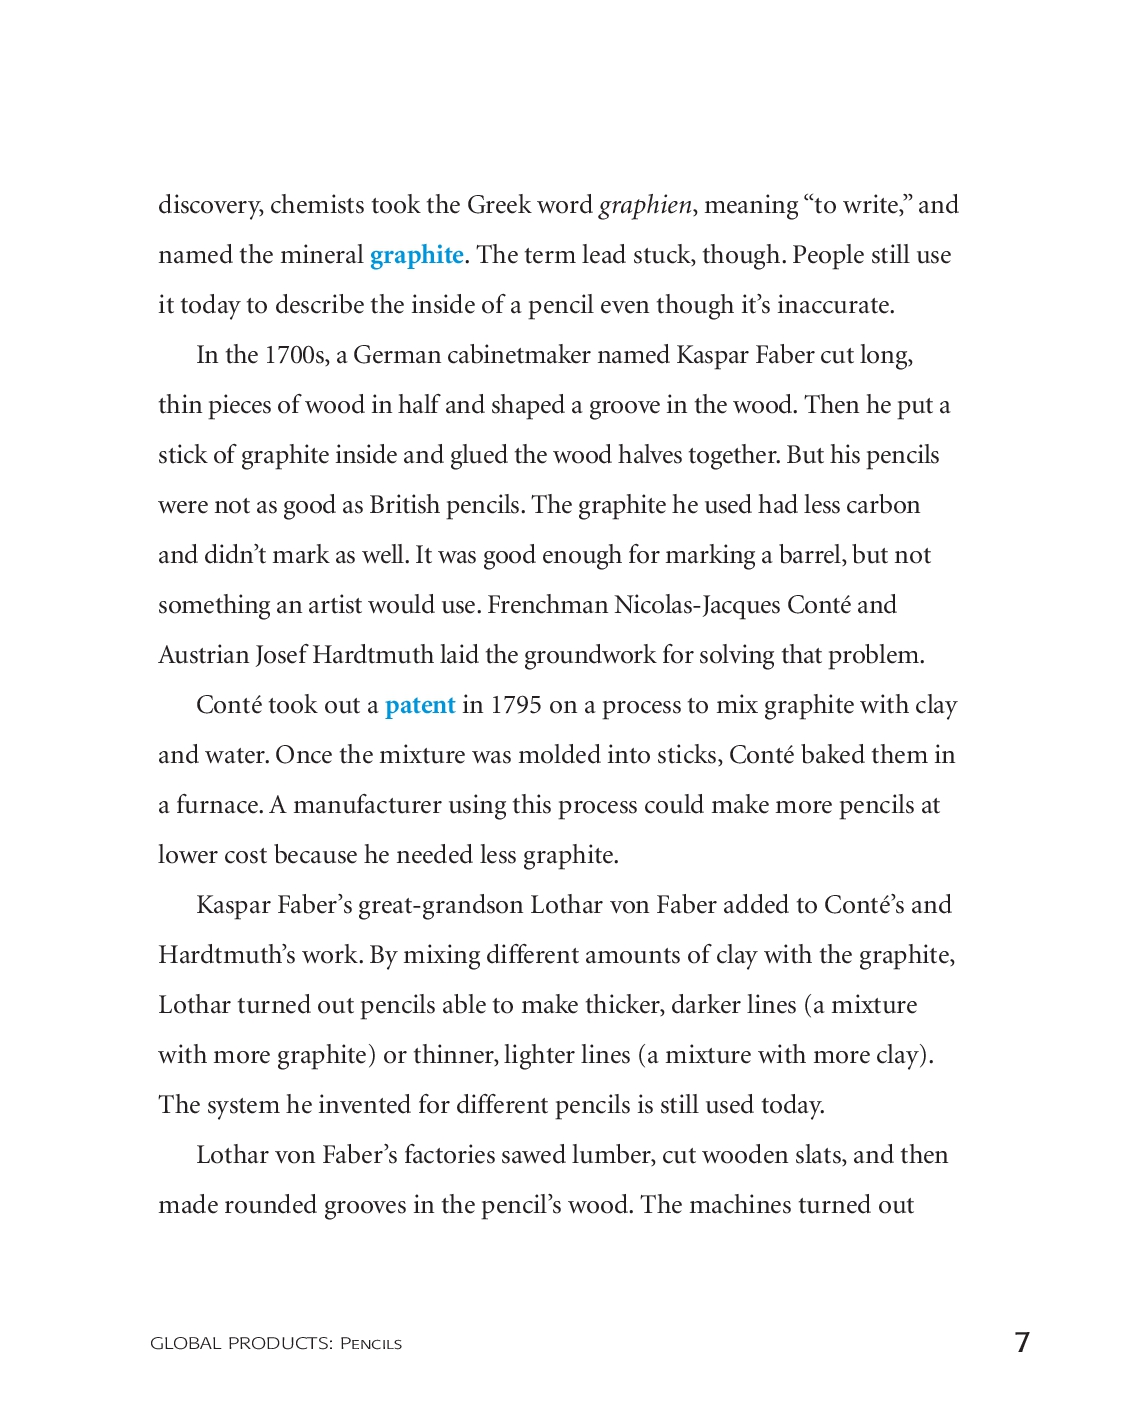 discovery, chemists took the Greek word graphien, meaning “to write,” and
named the mineral graphite. The term lead stuck, though. People still use
it today to describe the inside of a pencil even though it’s inaccurate.
In the 1700s, a German cabinetmaker named Kaspar Faber cut long,
thin pieces of wood in half and shaped a groove in the wood. Then he put a
stick of graphite inside and glued the wood halves together. But his pencils
were not as good as British pencils. The graphite he used had less carbon
and didn’t mark as well. It was good enough for marking a barrel, but not
something an artist would use. Frenchman Nicolas-Jacques Conté and
Austrian Josef Hardtmuth laid the groundwork for solving that problem.
Conté took out a patent in 1795 on a process to mix graphite with clay
and water. Once the mixture was molded into sticks, Conté baked them in
a furnace. A manufacturer using this process could make more pencils at
lower cost because he needed less graphite.
Kaspar Faber’s great-grandson Lothar von Faber added to Conté’s and
Hardtmuth’s work. By mixing different amounts of clay with the graphite,
Lothar turned out pencils able to make thicker, darker lines (a mixture
with more graphite) or thinner, lighter lines (a mixture with more clay).
The system he invented for different pencils is still used today.
Lothar von Faber’s factories sawed lumber, cut wooden slats, and then
made rounded grooves in the pencil’s wood. The machines turned out
GLOBAL PRODUCTS: PENCILS 7